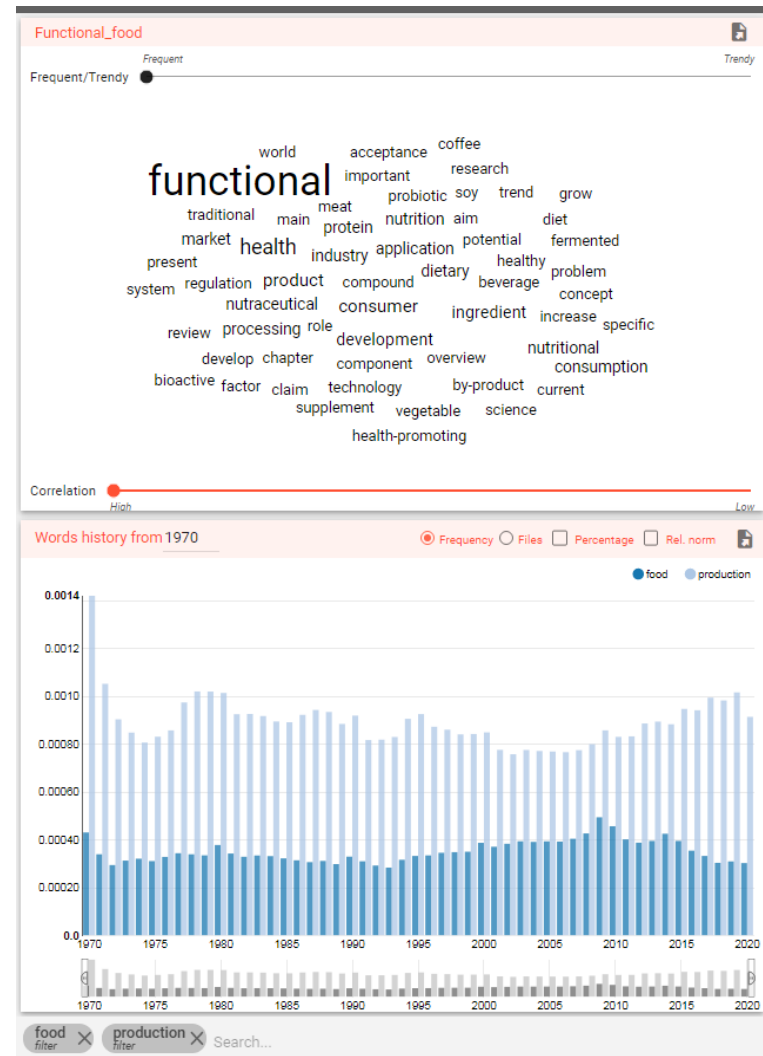 Functional_food
Frequent Trendy
Frequent/Trendy
coffee
world acceptance
research
functional important
probiotic soy trend grow
meat
traditional main protein nutrition aim diet
market health industry application potential fermented
present healthy
system regulation product compound dietary beverage problem
concept
nutraceutical consumer ingredient increase specific
review processing role
development nutritional
develop chapter component overview consumption
bioactive factor claim technology by-product current
supplement vegetable science
health-promoting
Correlation
High Low
Words history from 1970 Frequency Files Percentage Rel. norm
food production
0.0014
0.0012
0.0010
0.00080
0.00060
0.00040
0.00020
0.0
1970 1975 1980 1985 1990 1995 2000 2005 2010 2015 2020
1970 1975 1980 1985 1990 1995 2000 2005 2010 2015 2020
food production
filter filter Search...